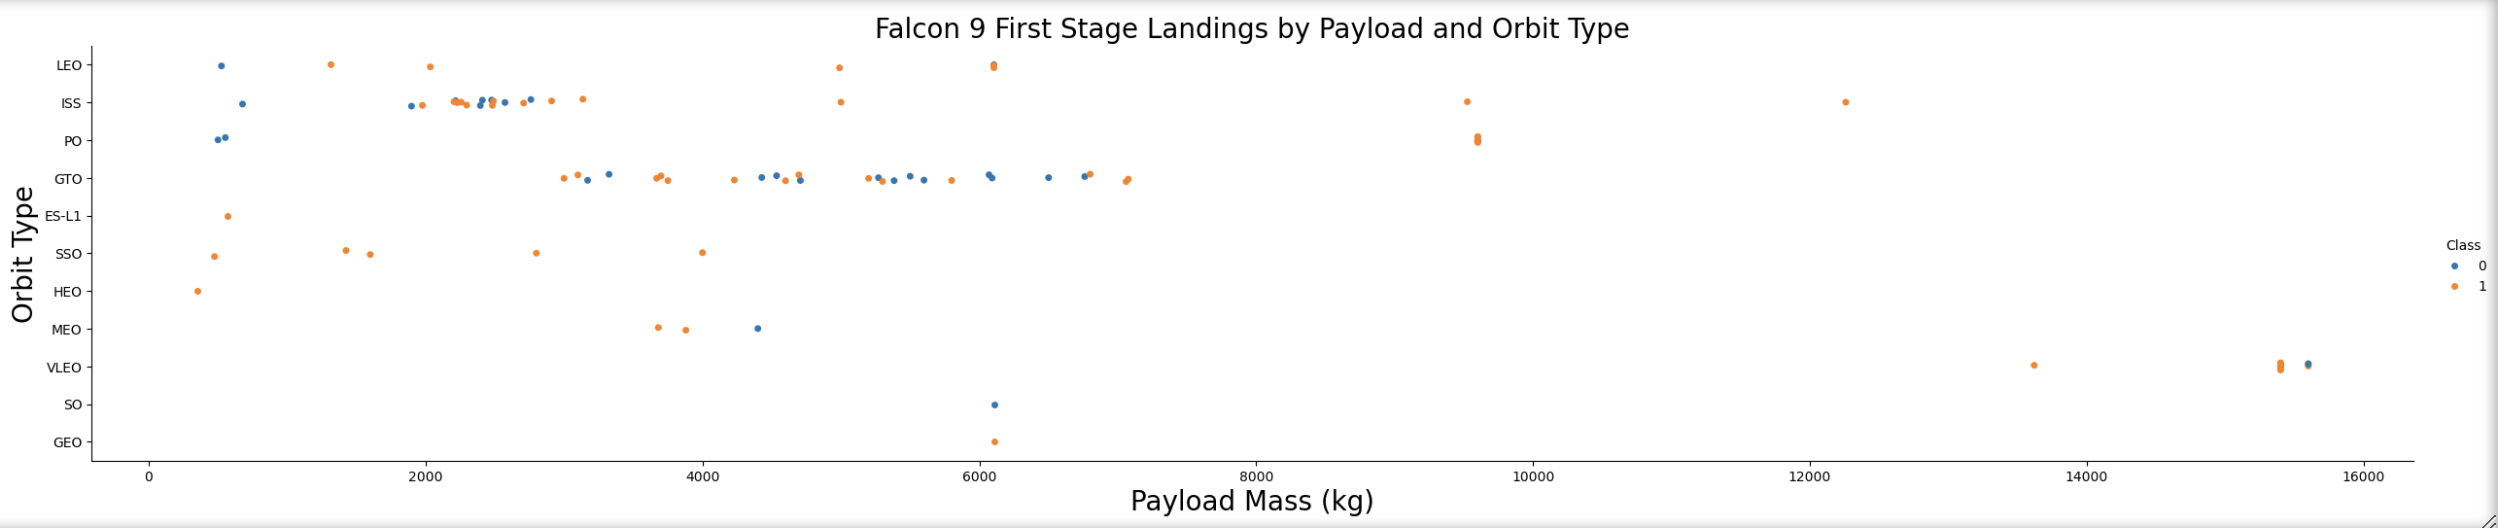 Falcon 9 First Stage Landings by Payload and Orbit Type
Orbit Type
LEO
ISS
PO
GTO
ES-L1
SSO
HEO
MEO
VLEO
SO
GEO
0 2000 4000 6000 8000 10000 12000 14000 16000
Payload Mass (kg)
Class
0
1